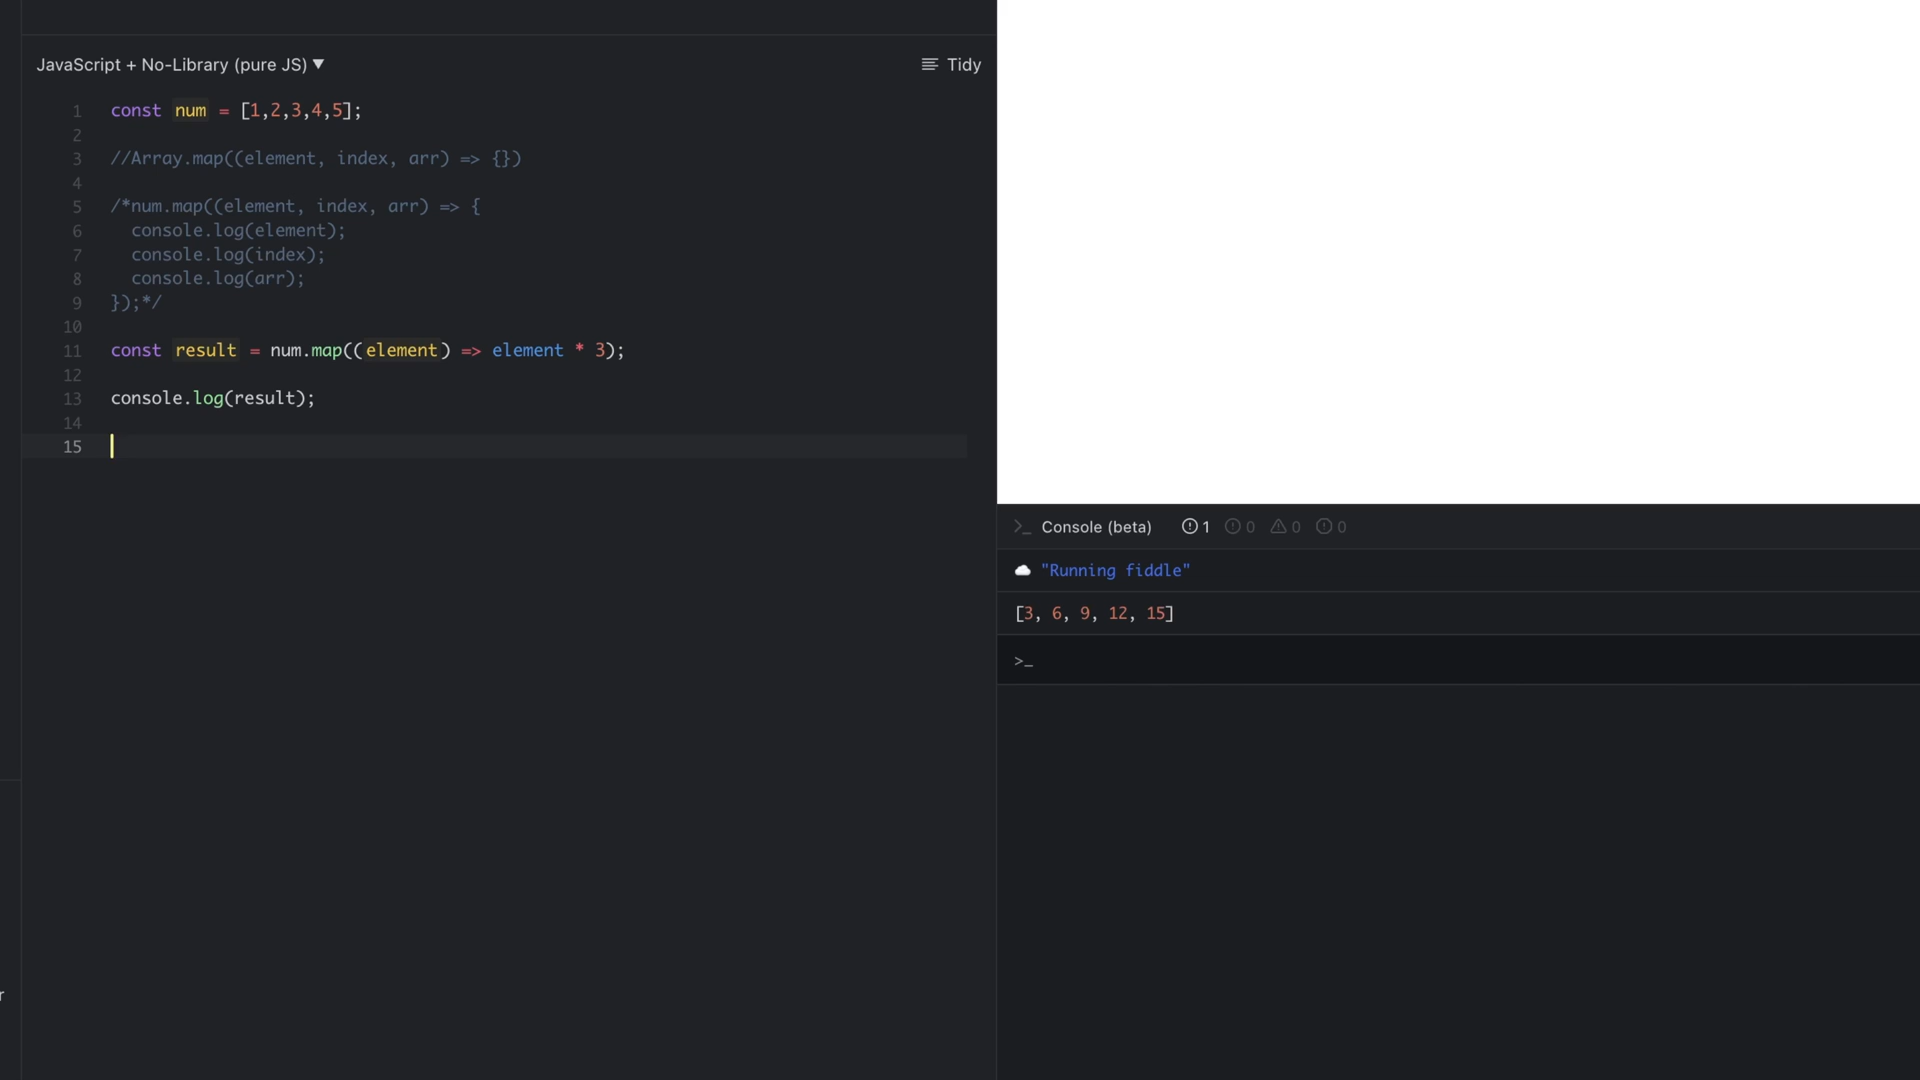 JavaScript + No-Library (pure JS) ▼
Tidy
1 const num = [1,2,3,4,5];
2
3 //Array.map((element, index, arr) => {})
4
5 /*num.map((element, index, arr) => {
6 console.log(element);
7 console.log(index);
8 console.log(arr);
9 });*/
10
11 const result = num.map((element) => element * 3);
12
13 console.log(result);
14
15
r
>_ Console (beta) 1 0 0 0
"Running fiddle"
[3, 6, 9, 12, 15]
>_